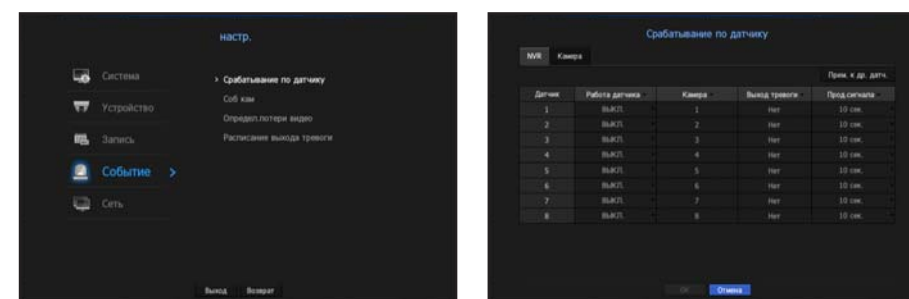 настр.
Система
Устройство
Запись
Событие >
Сеть
> Срабатывание по датчику
Соб кам
Определ.потери видео
Расписание выхода тревоги
Выход Возврат
Срабатывание по датчику
NVR Камера
Прим. к др. датч.
Датчик Работа датчика Камера Выход тревоги Прод.сигнала
1 ВЫКЛ. 1 Нет 10 сек.
2 ВЫКЛ. 2 Нет 10 сек.
3 ВЫКЛ. 3 Нет 10 сек.
4 ВЫКЛ. 4 Нет 10 сек.
5 ВЫКЛ. 5 Нет 10 сек.
6 ВЫКЛ. 6 Нет 10 сек.
7 ВЫКЛ. 7 Нет 10 сек.
8 ВЫКЛ. 8 Нет 10 сек.
OK Отмена